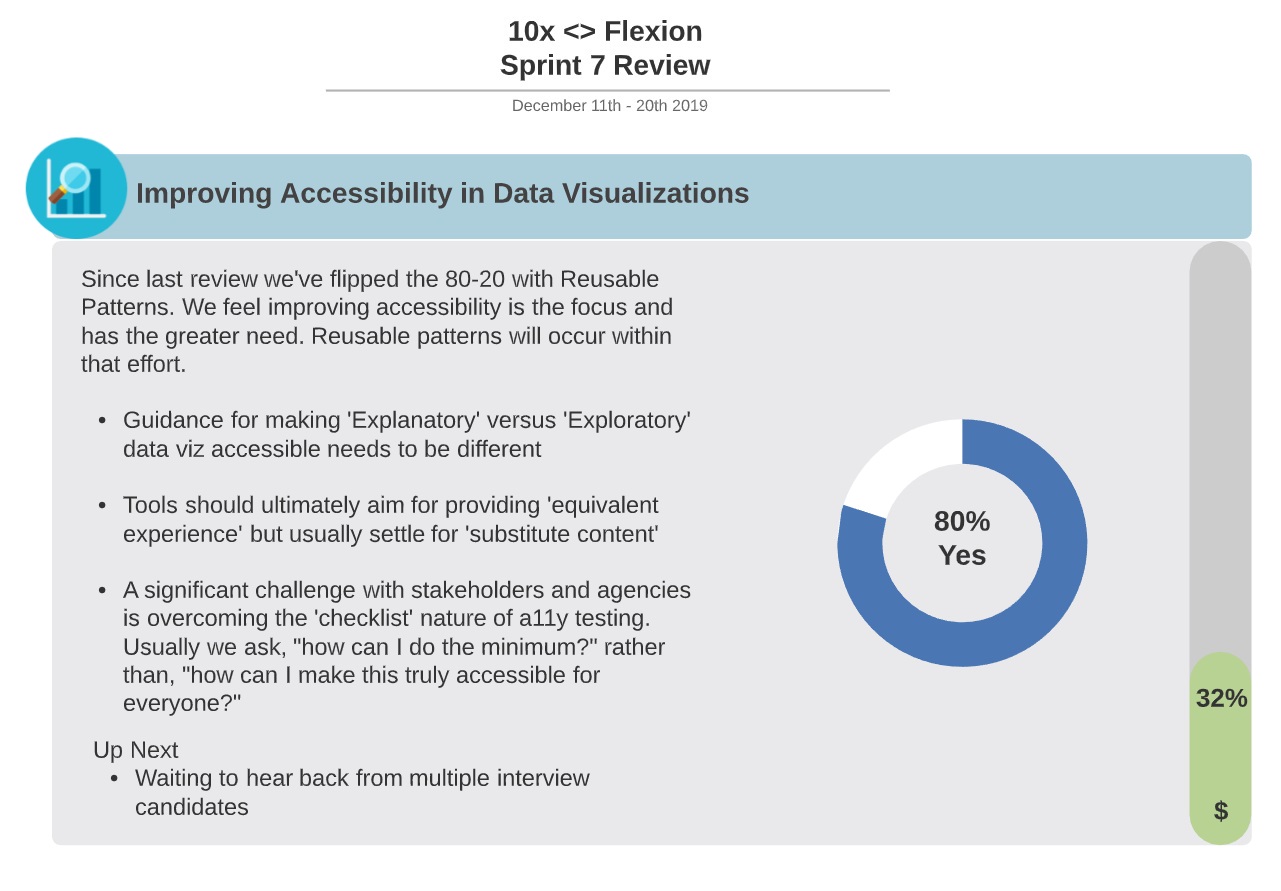 10x <> Flexion
Sprint 7 Review
December 11th - 20th 2019
Improving Accessibility in Data Visualizations
Since last review we've flipped the 80-20 with Reusable
Patterns. We feel improving accessibility is the focus and
has the greater need. Reusable patterns will occur within
that effort.
• Guidance for making 'Explanatory' versus 'Exploratory'
data viz accessible needs to be different
• Tools should ultimately aim for providing 'equivalent
experience' but usually settle for 'substitute content'
• A significant challenge with stakeholders and agencies
is overcoming the 'checklist' nature of a11y testing.
Usually we ask, "how can I do the minimum?" rather
than, "how can I make this truly accessible for
everyone?"
Up Next
• Waiting to hear back from multiple interview
candidates
80%
Yes
32%
$